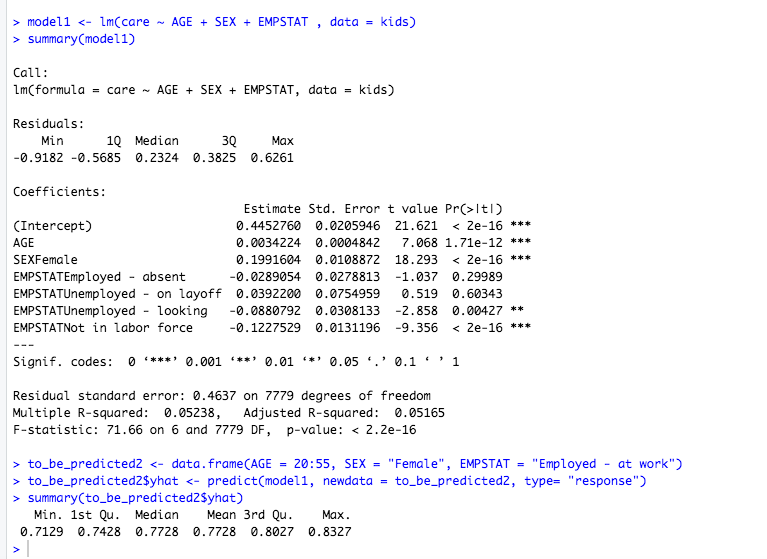 > model1 <- lm(care ~ AGE + SEX + EMPSTAT , data = kids)
> summary(model1)

Call:
lm(formula = care ~ AGE + SEX + EMPSTAT, data = kids)

Residuals:
    Min      1Q  Median      3Q     Max
-0.9182 -0.5685  0.2324  0.3825  0.6261

Coefficients:
                               Estimate Std. Error t value Pr(>|t|)
(Intercept)                   0.4452760  0.0205946  21.621  < 2e-16 ***
AGE                           0.0034224  0.0004842   7.068 1.71e-12 ***
SEXFemale                     0.1991604  0.0108872  18.293  < 2e-16 ***
EMPSTATEmployed - absent     -0.0289054  0.0278813  -1.037  0.29989
EMPSTATUnemployed - on layoff  0.0392200  0.0754959   0.519  0.60343
EMPSTATUnemployed - looking  -0.0880792  0.0308133  -2.858  0.00427 **
EMPSTATNot in labor force    -0.1227529  0.0131196  -9.356  < 2e-16 ***
---
Signif. codes:  0 ‘***’ 0.001 ‘**’ 0.01 ‘*’ 0.05 ‘.’ 0.1 ‘ ’ 1

Residual standard error: 0.4637 on 7779 degrees of freedom
Multiple R-squared:  0.05238,	Adjusted R-squared:  0.05165
F-statistic: 71.66 on 6 and 7779 DF,  p-value: < 2.2e-16

> to_be_predicted2 <- data.frame(AGE = 20:55, SEX = "Female", EMPSTAT = "Employed - at work")
> to_be_predicted2$yhat <- predict(model1, newdata = to_be_predicted2, type= "response")
> summary(to_be_predicted2$yhat)
   Min. 1st Qu.  Median    Mean 3rd Qu.    Max.
 0.7129  0.7428  0.7728  0.7728  0.8027  0.8327
>